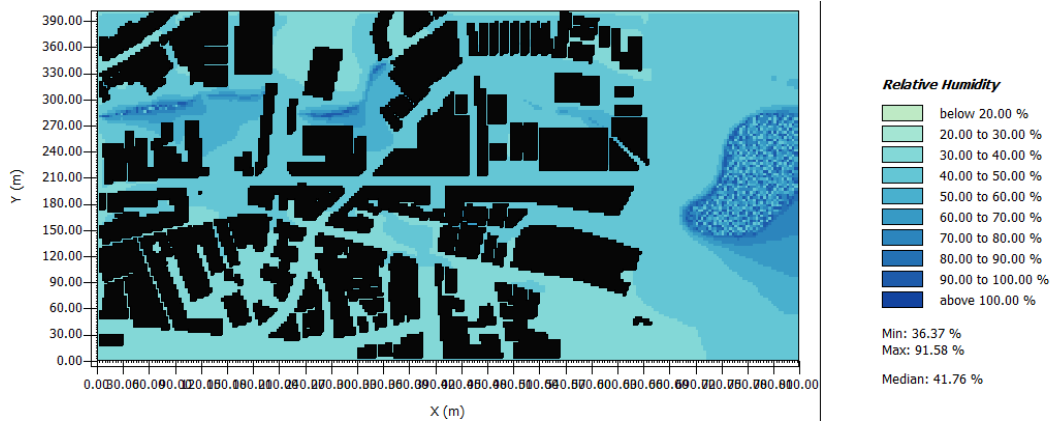 390.00
360.00
330.00
300.00
270.00
240.00
210.00
180.00
150.00
120.00
90.00
60.00
30.00
0.00
Y (m)
X (m)
Relative Humidity
below 20.00 %
20.00 to 30.00 %
30.00 to 40.00 %
40.00 to 50.00 %
50.00 to 60.00 %
60.00 to 70.00 %
70.00 to 80.00 %
80.00 to 90.00 %
90.00 to 100.00 %
above 100.00 %
Min: 36.37 %
Max: 91.58 %
Median: 41.76 %